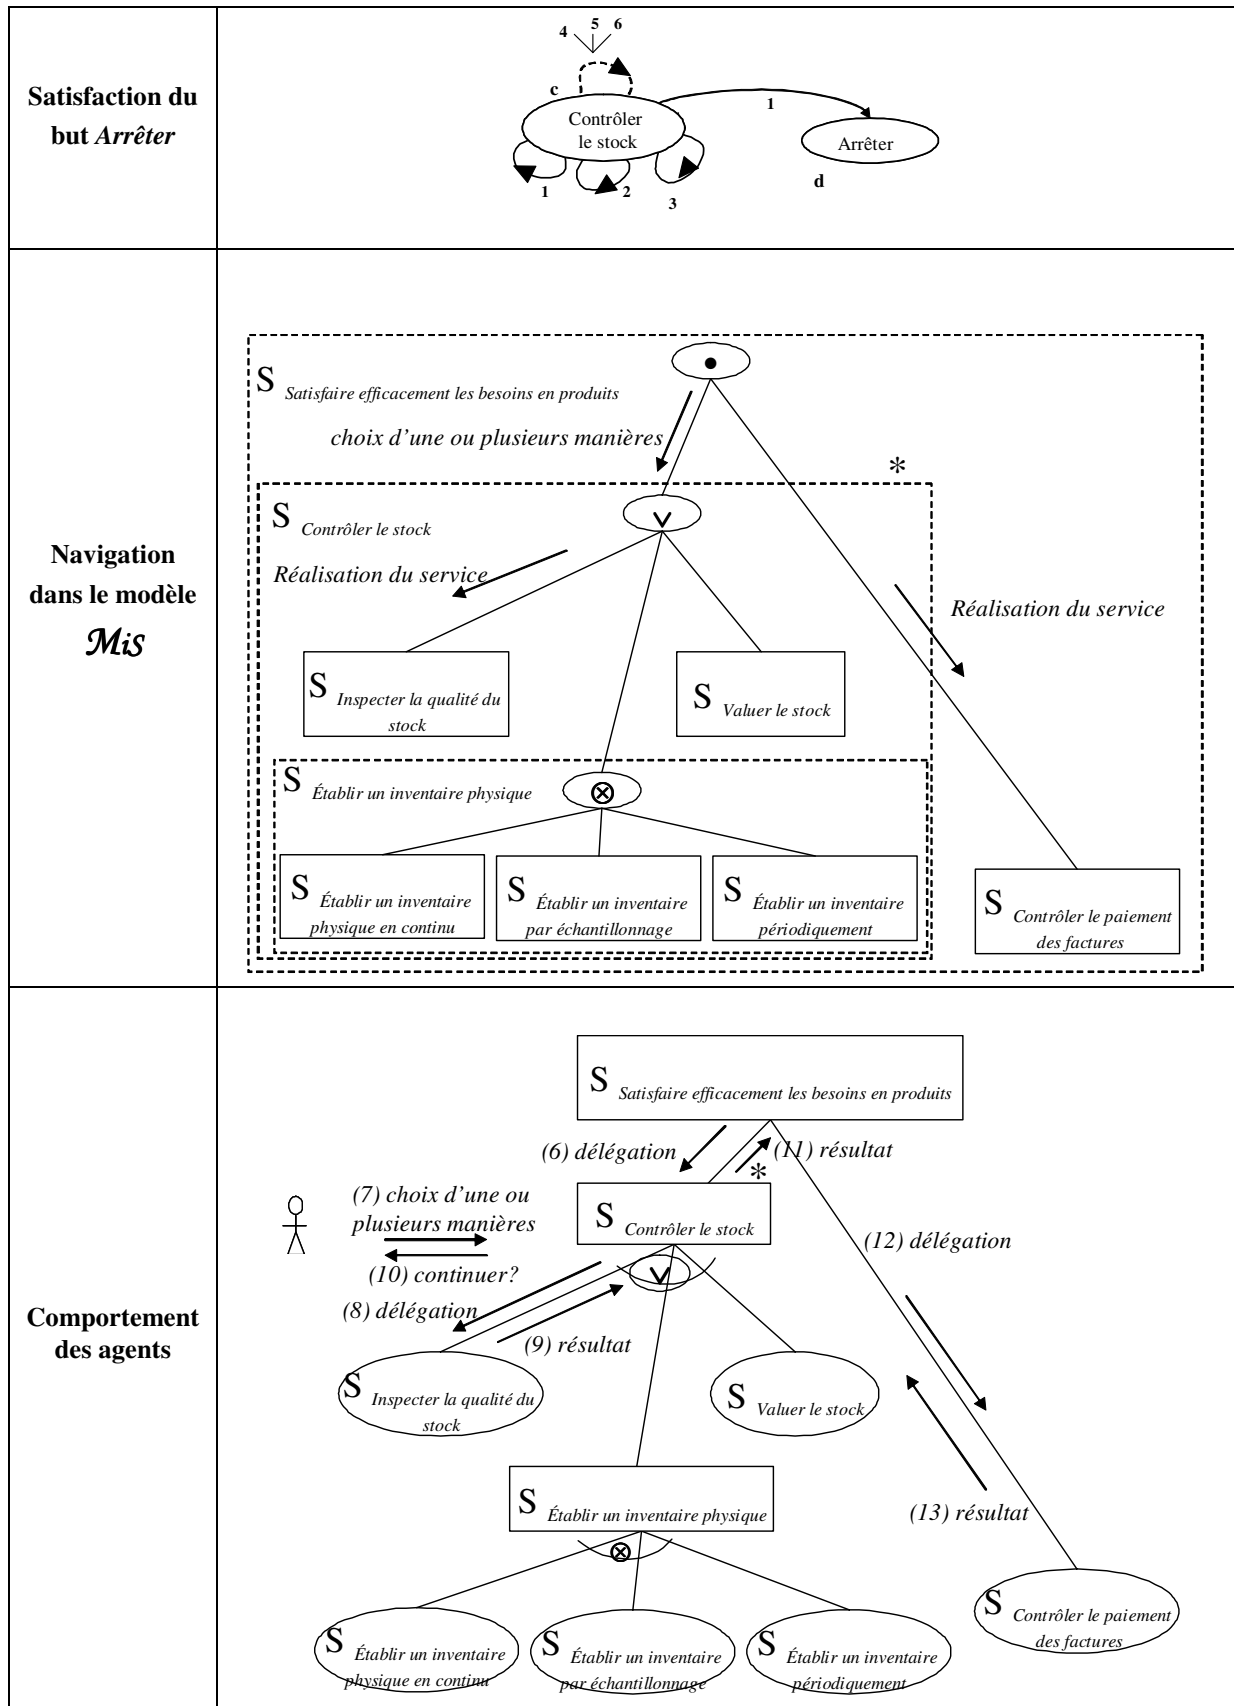 Satisfaction du
but Arrêter
4 5 6
c
Contrôler
le stock
1
Arrêter
d
1
2
3
Navigation
dans le modèle
MiS
S Satisfaire efficacement les besoins en produits
choix d'une ou plusieurs manières
*
S Contrôler le stock
Réalisation du service
Réalisation du service
S Inspecter la qualité du
stock
S Valuer le stock
S Établir un inventaire physique
S Établir un inventaire
physique en continu
S Établir un inventaire
par échantillonnage
S Établir un inventaire
périodiquement
S Contrôler le paiement
des factures
Comportement
des agents
S Satisfaire efficacement les besoins en produits
(6) délégation
(11) résultat
*
(7) choix d'une ou
plusieurs manières
S Contrôler le stock
(12) délégation
(10) continuer?
(8) délégation
(9) résultat
S Inspecter la qualité du
stock
S Valuer le stock
S Établir un inventaire physique
(13) résultat
S Contrôler le paiement
des factures
S Établir un inventaire
physique en continu
S Établir un inventaire
par échantillonnage
S Établir un inventaire
périodiquement